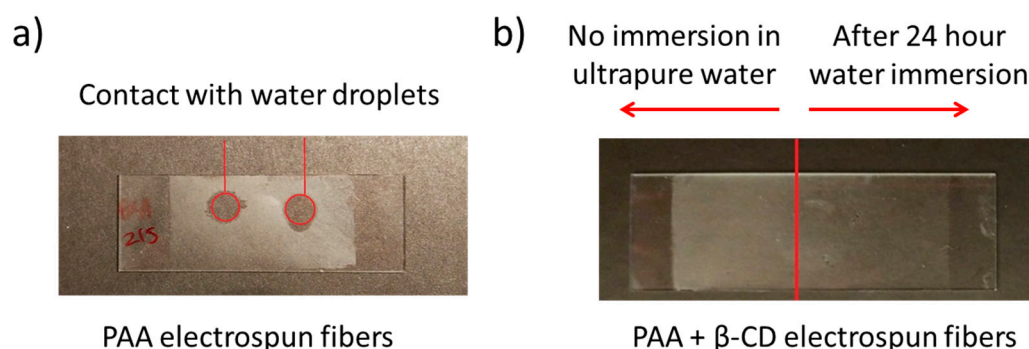 a)
Contact with water droplets
215
PAA electrospun fibers
b)
No immersion in
ultrapure water
After 24 hour
water immersion
PAA + β-CD electrospun fibers